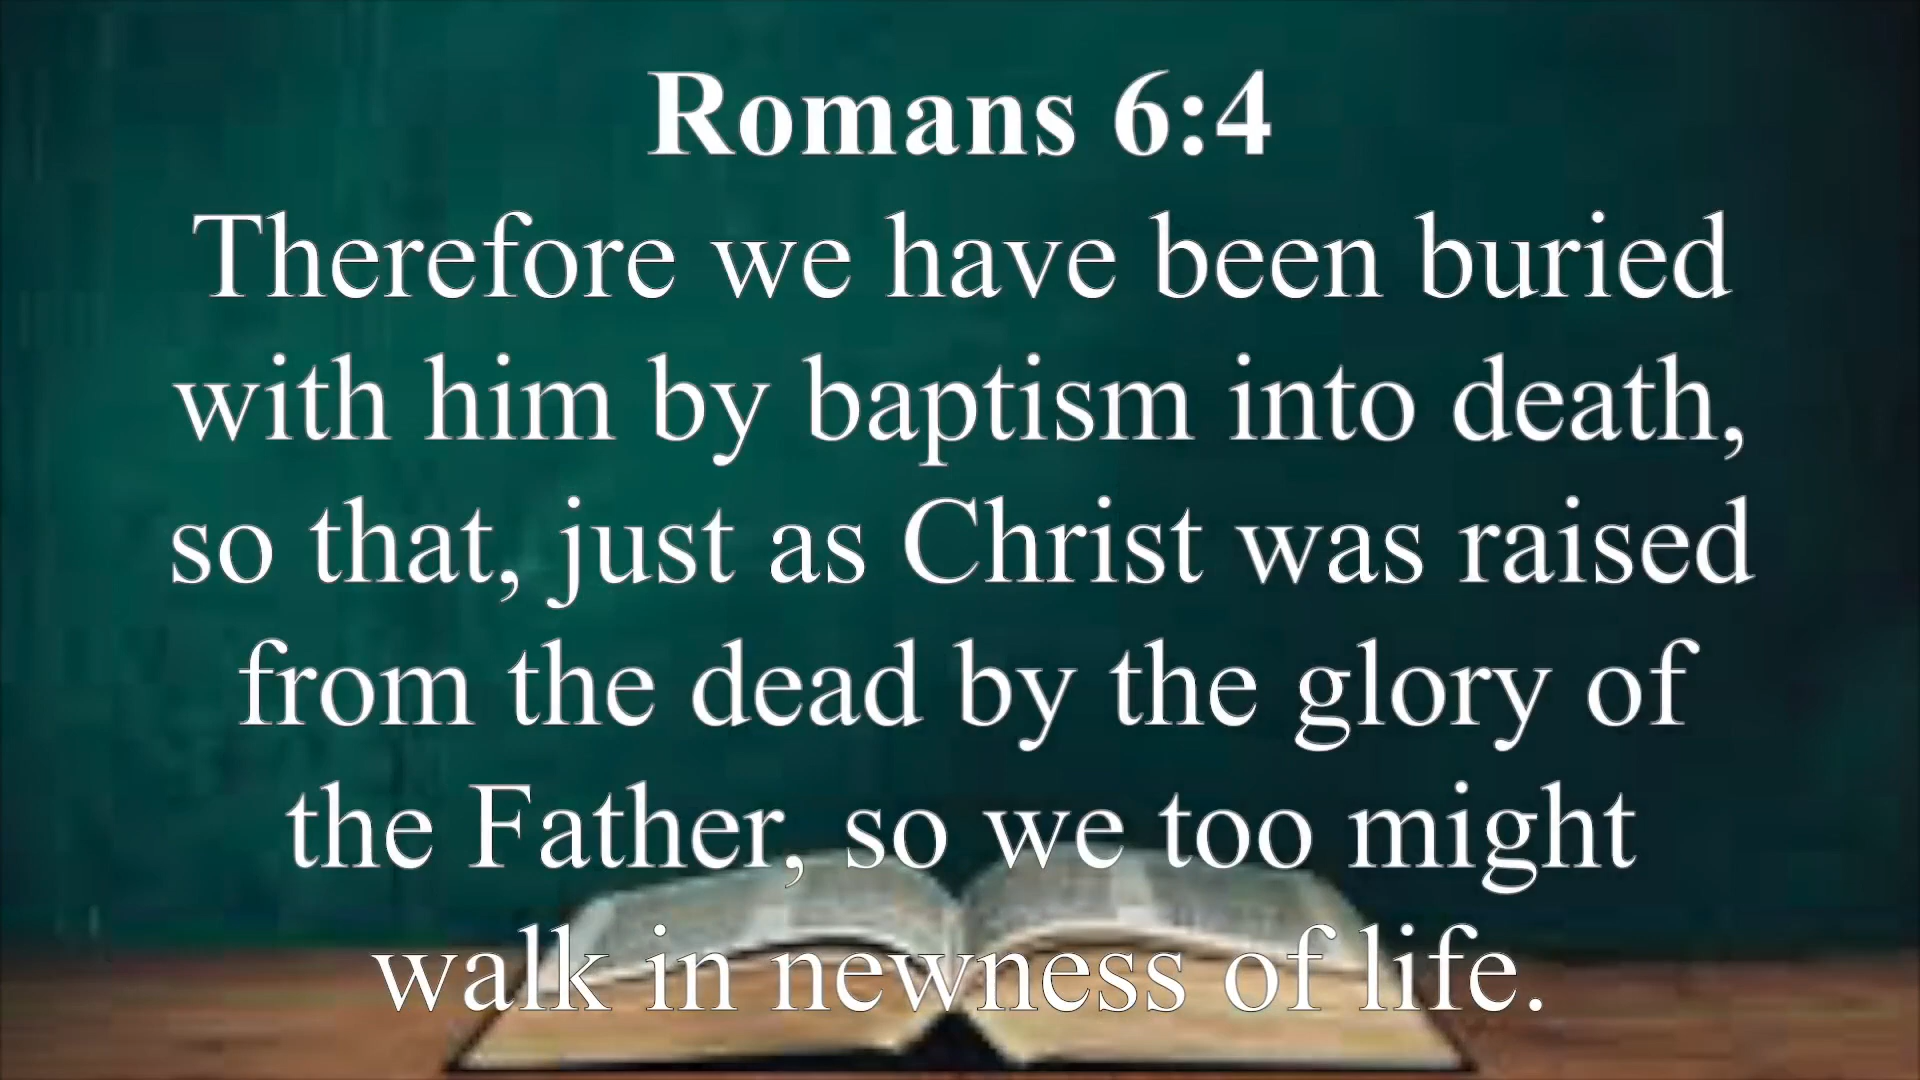 Romans 6:4
Therefore we have been buried
with him by baptism into death,
so that, just as Christ was raised
from the dead by the glory of
the Father, so we too might
walk in newness of life.